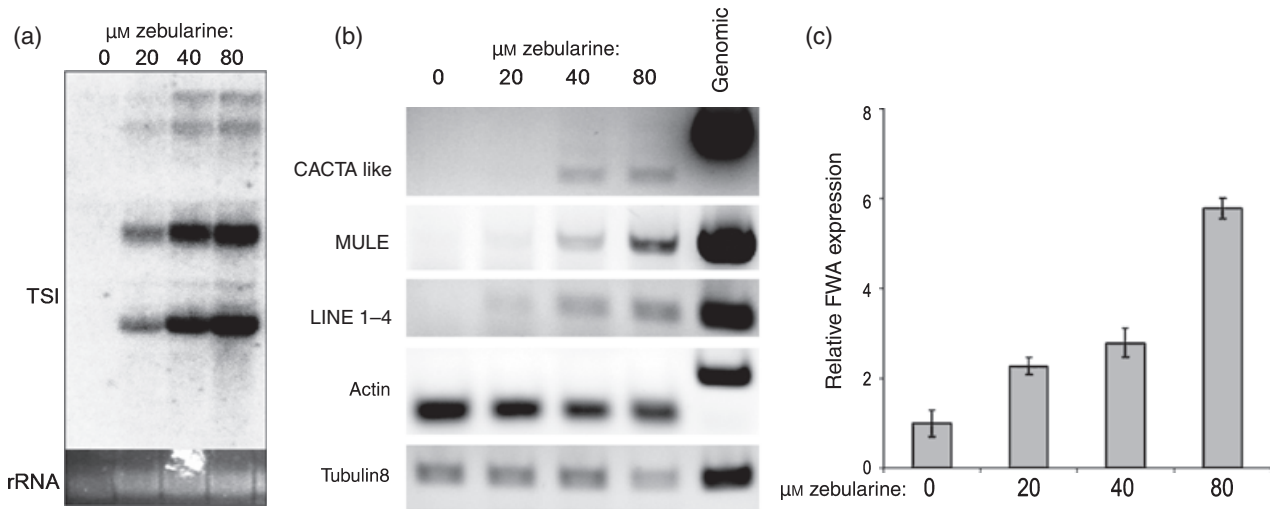 (a)
µM zebularine:
0 20 40 80
TSI
rRNA
(b)
µM zebularine:
0 20 40 80 Genomic
CACTA like
MULE
LINE 1–4
Actin
Tubulin8
(c)
Relative FWA expression
8
6
4
2
0
µM zebularine: 0 20 40 80